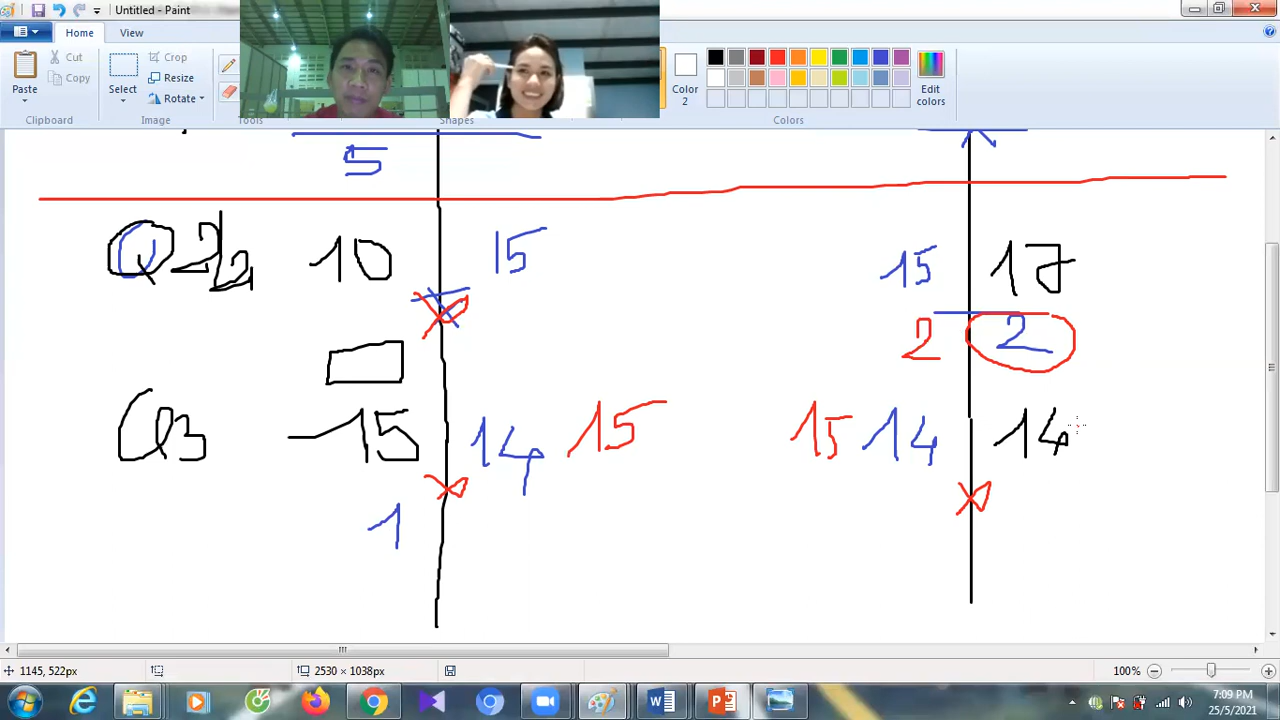 Untitled - Paint
Home View
Paste
Cut
Copy
Clipboard
Select
Crop
Resize
Rotate
Image
Tools
Shapes
Color
2
Edit
colors
Colors
5
Q2 2 10 15 15 17
2 2
Q3 15 14 15 15 14 14
1
1145, 522px
2530 × 1038px
100%
7:09 PM
25/5/2021